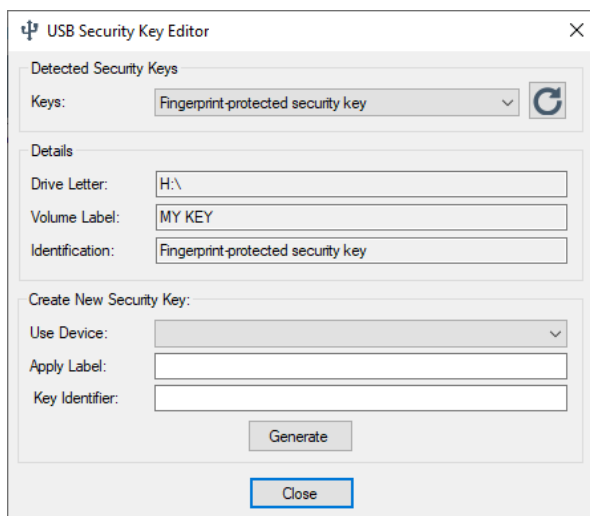 USB Security Key Editor
Detected Security Keys
Keys: Fingerprint-protected security key
Details
Drive Letter: H:\
Volume Label: MY KEY
Identification: Fingerprint-protected security key
Create New Security Key:
Use Device:
Apply Label:
Key Identifier:
Generate
Close